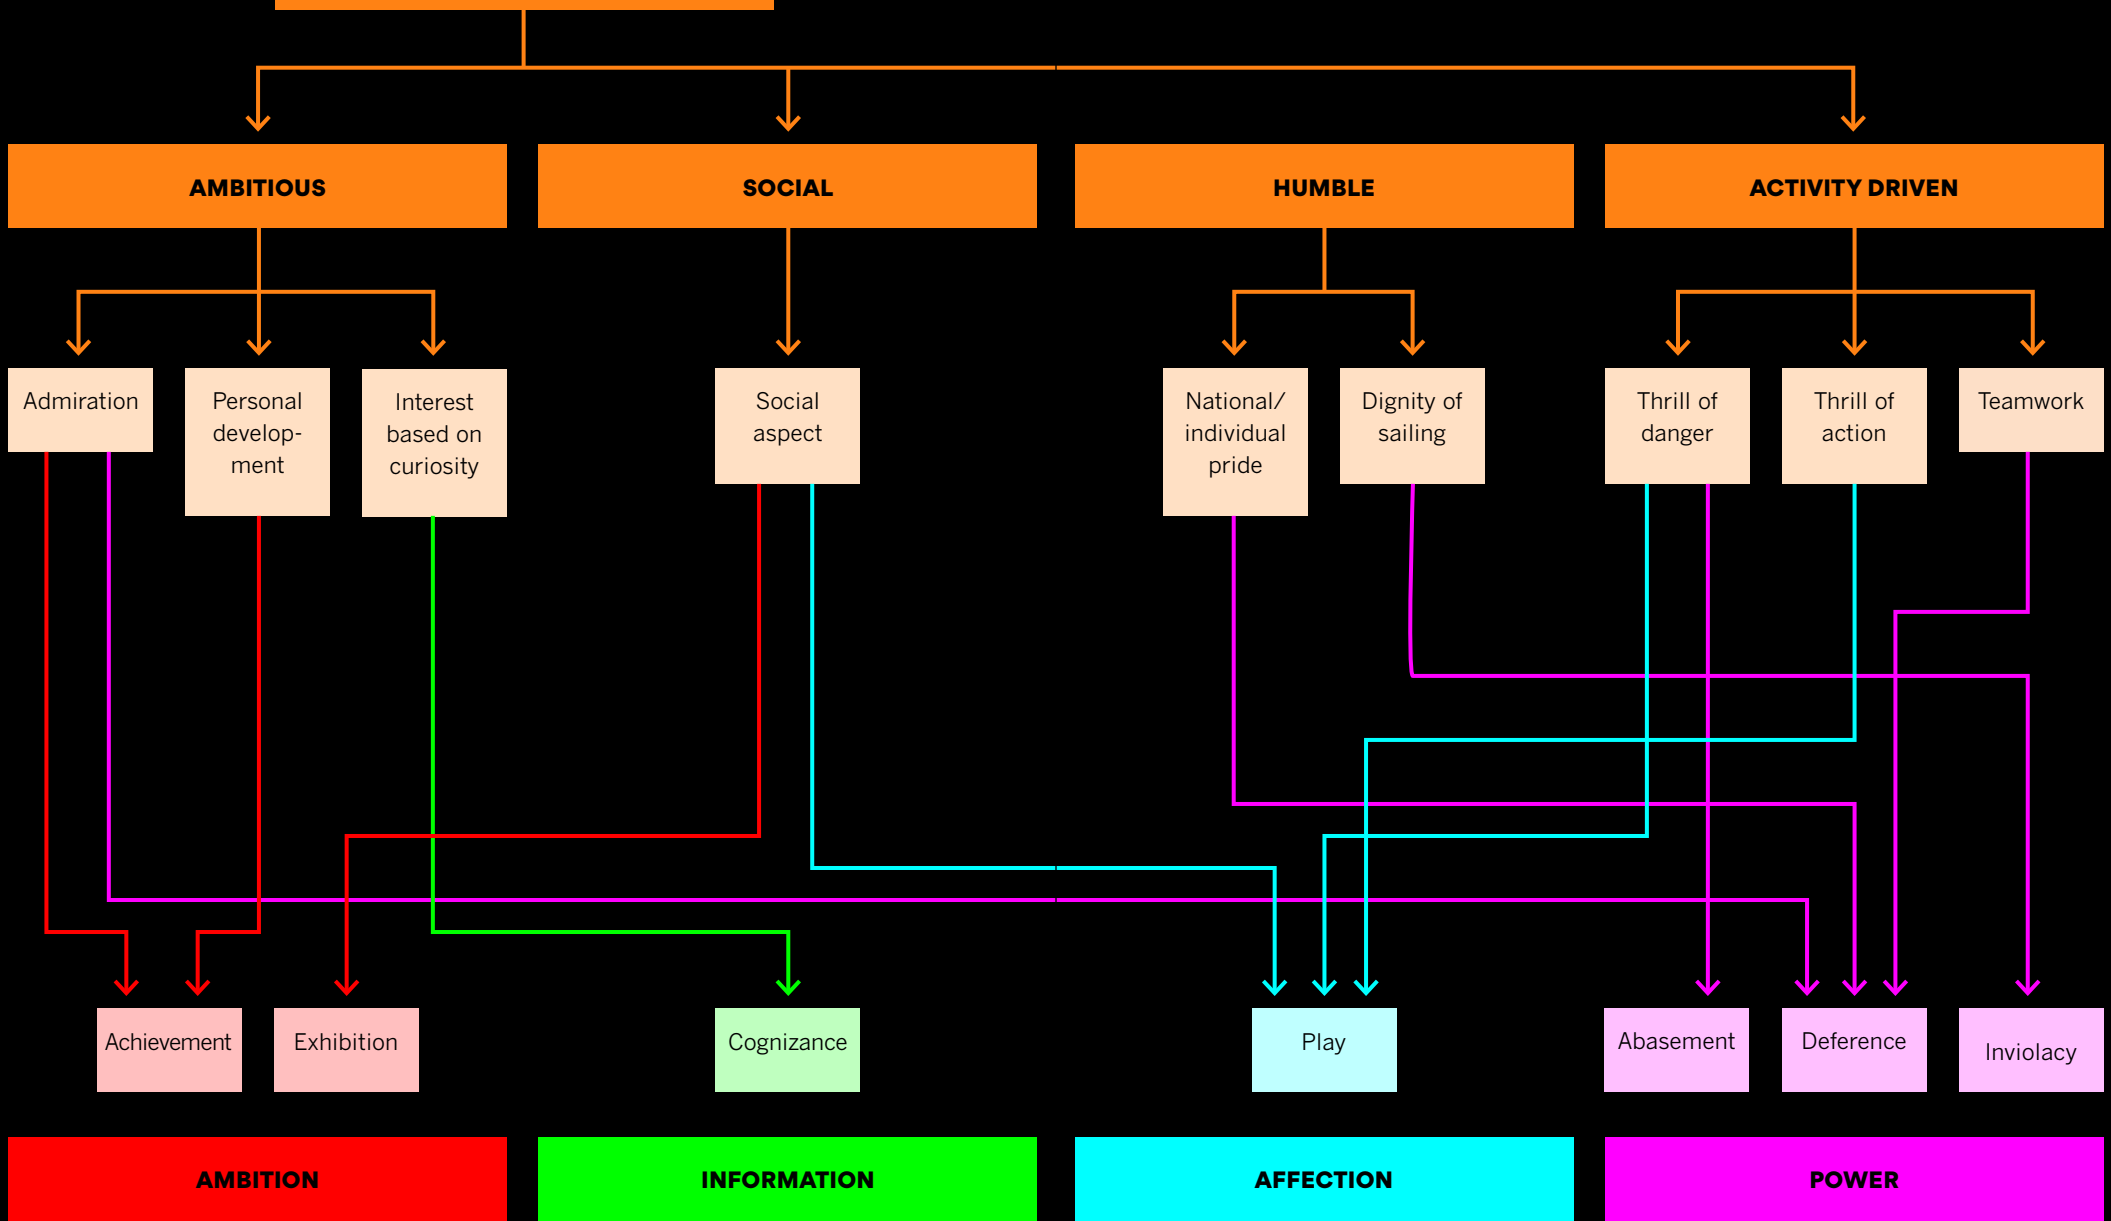 AMBITIOUS
SOCIAL
HUMBLE
ACTIVITY DRIVEN
Admiration
Personal
develop-
ment
Interest
based on
curiosity
Social
aspect
National/
individual
pride
Dignity of
sailing
Thrill of
danger
Thrill of
action
Teamwork
Achievement
Exhibition
Cognizance
Play
Abasement
Deference
Inviolacy
AMBITION
INFORMATION
AFFECTION
POWER